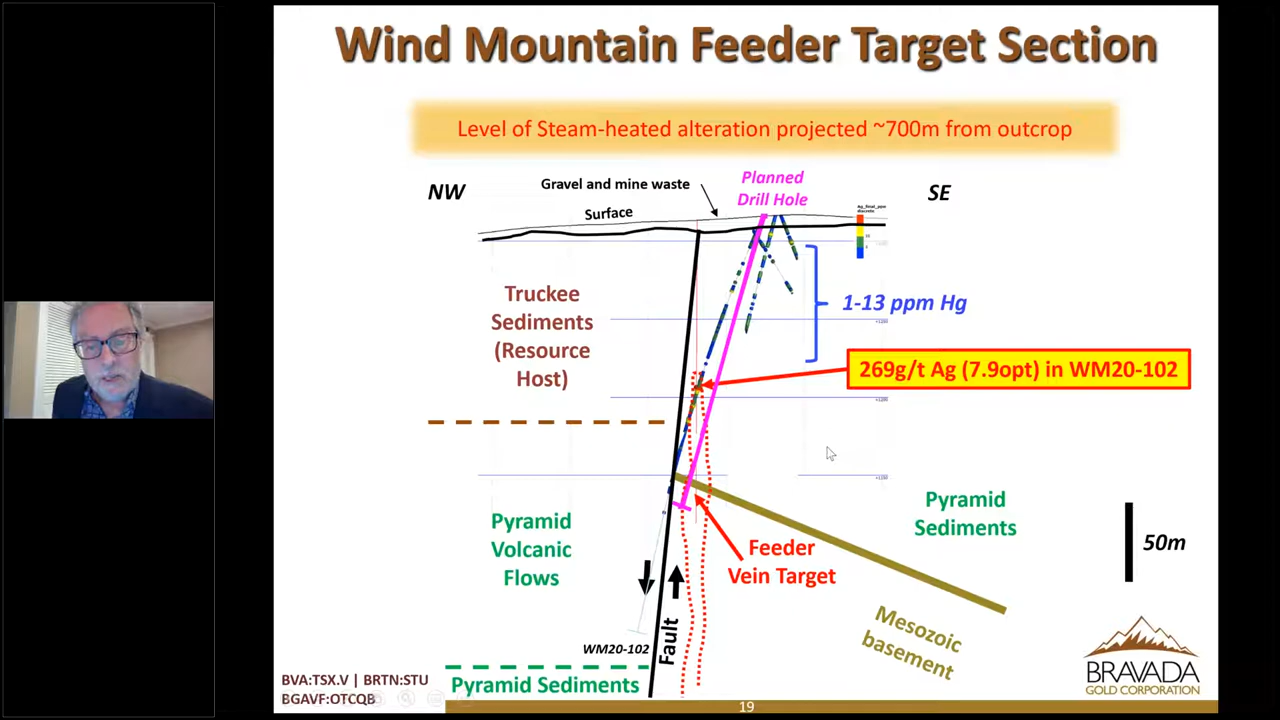 Wind Mountain Feeder Target Section
Level of Steam-heated alteration projected ~700m from outcrop
NW
Gravel and mine waste
Surface
Planned
Drill Hole
SE
Truckee
Sediments
(Resource
Host)
1-13 ppm Hg
269g/t Ag (7.9opt) in WM20-102
Pyramid
Volcanic
Flows
Pyramid
Sediments
50m
Feeder
Vein Target
Mesozoic
basement
Fault
WM20-102
Pyramid Sediments
BVA:TSX.V | BRTN:STU
BGAVF:OTCQB
BRAVADA
GOLD CORPORATION
19